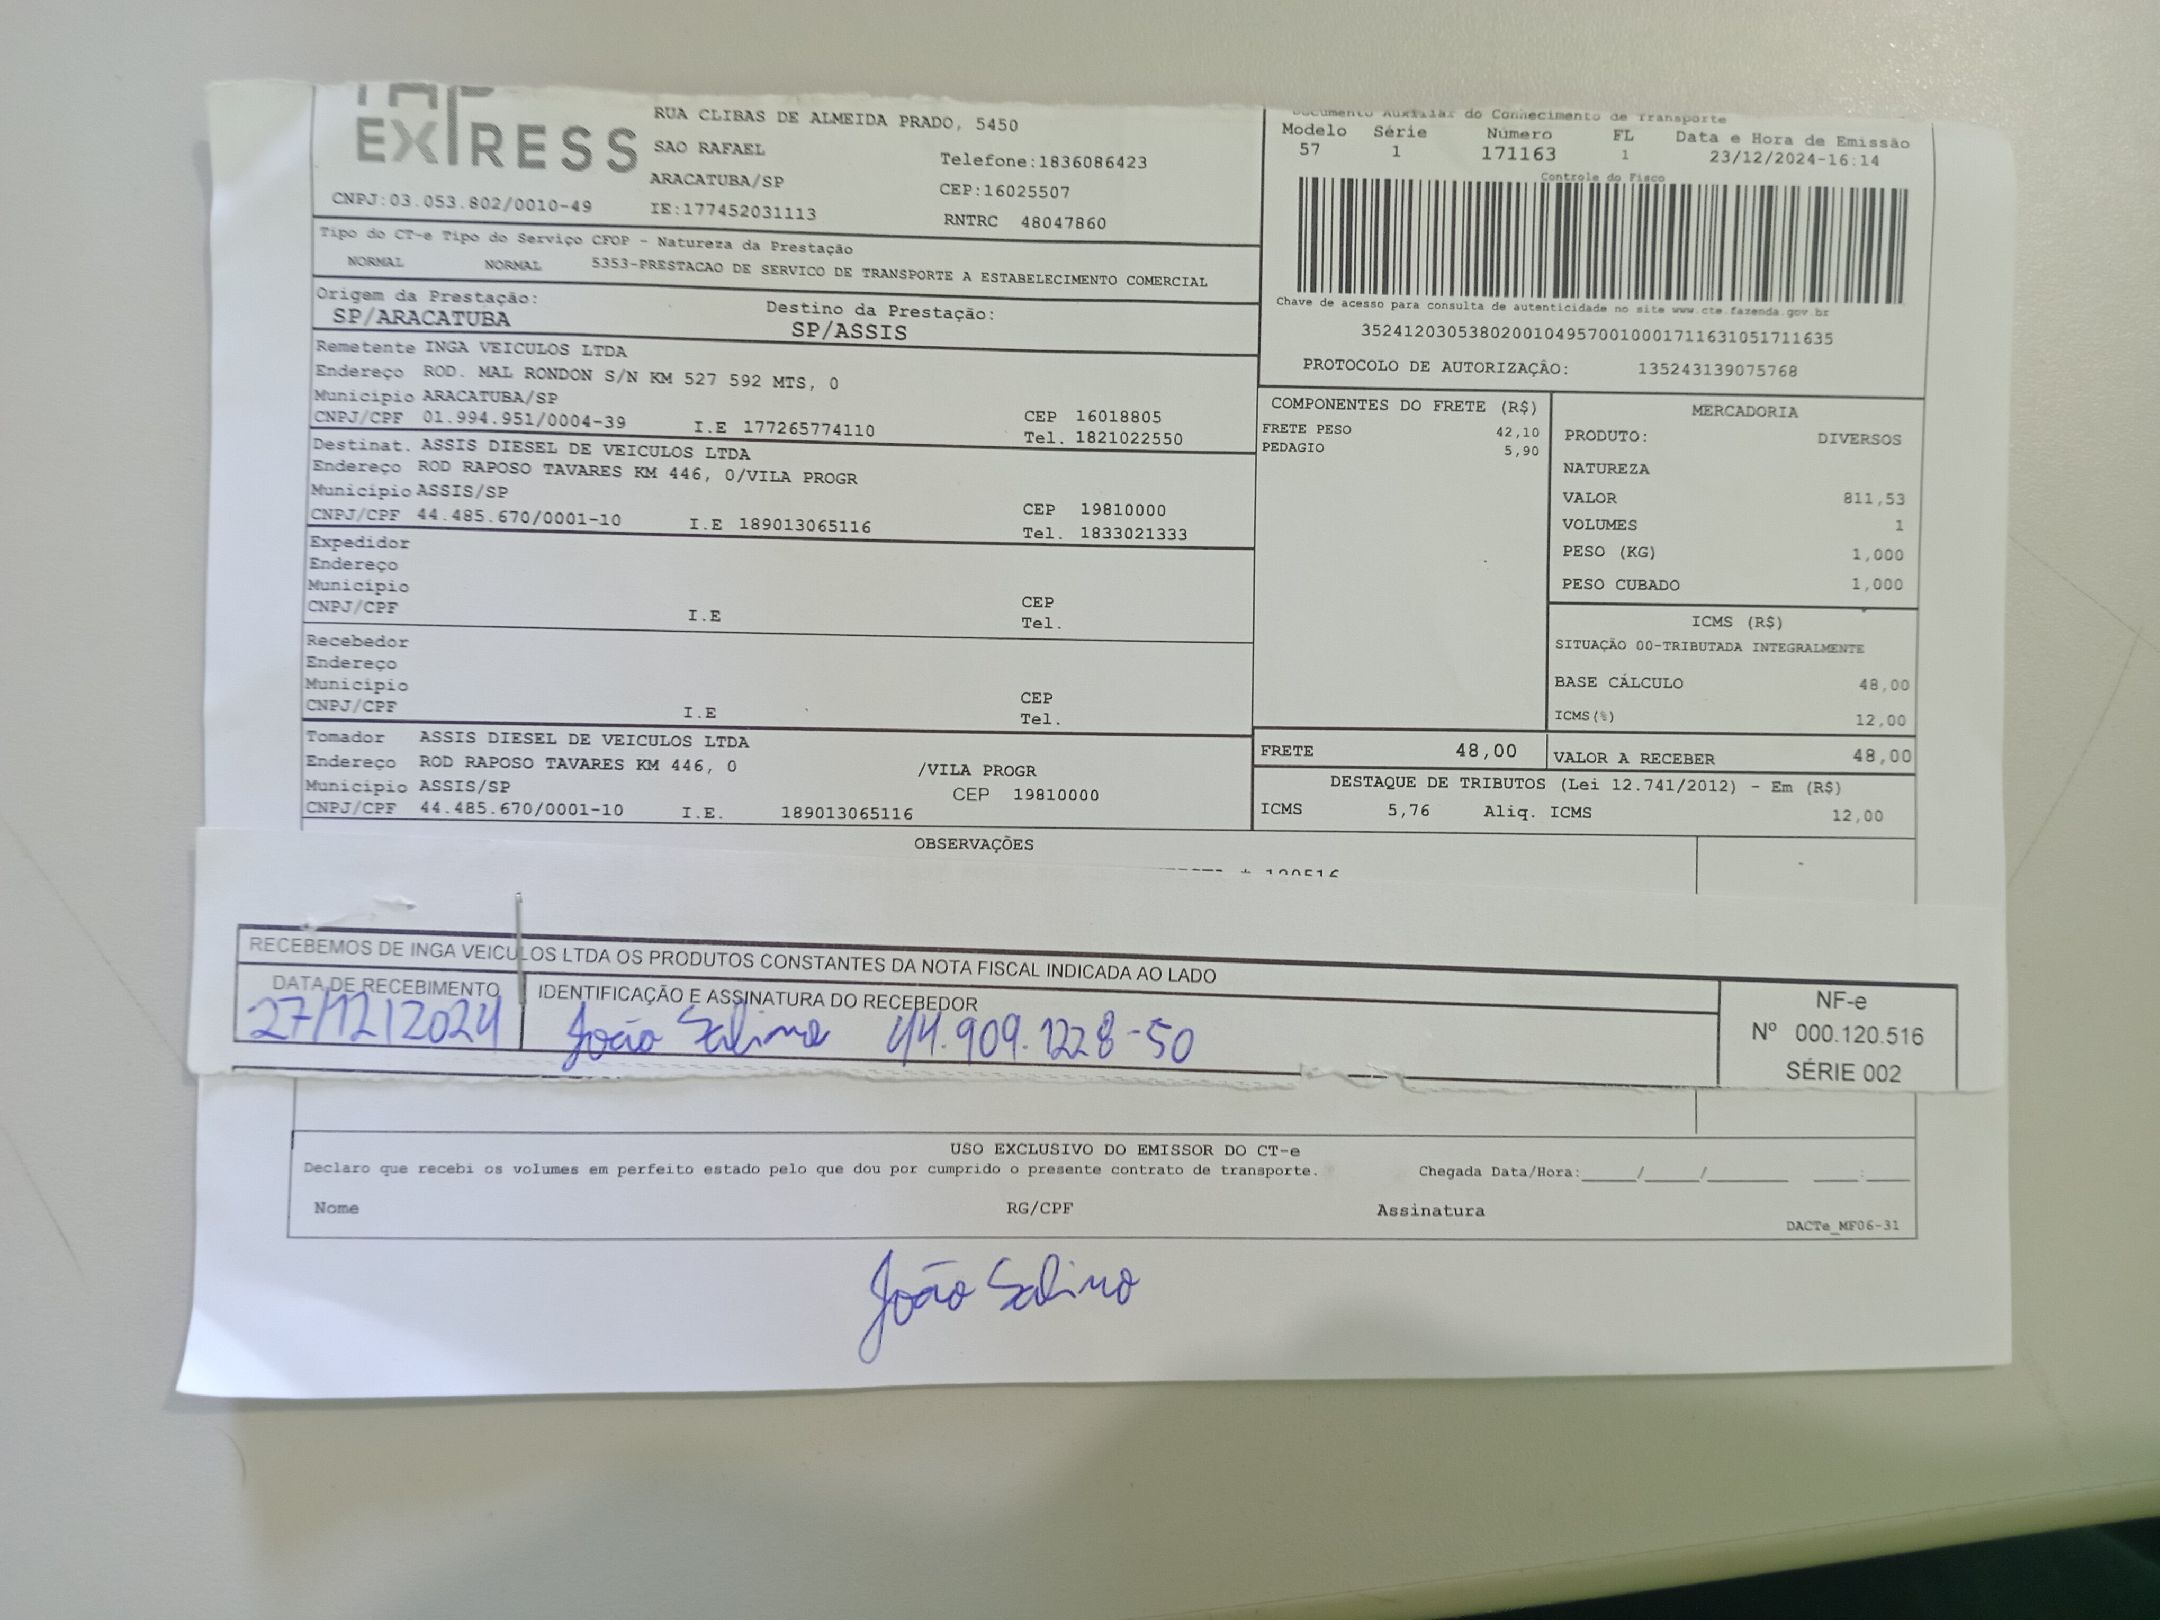 EXPRESS
RUA CLIBAS DE ALMEIDA PRADO, 5450
SAO RAFAEL
Telefone:1836086423
ARACATUBA/SP
CEP:16025507
CNPJ:03.053.802/0010-49
IE:177452031113
RNTRC 48047860
Documento Auxiliar do Conhecimento de Transporte
Modelo Série Número FL Data e Hora de Emissão
57 1 171163 1 23/12/2024-16:14
Controle do Fisco
Chave de acesso para consulta de autenticidade no site www.cte.fazenda.gov.br
35241203053802001049570010001711631051711635
PROTOCOLO DE AUTORIZAÇÃO: 135243139075768
Tipo do CT-e Tipo do Serviço CFOP - Natureza da Prestação
NORMAL NORMAL 5353-PRESTACAO DE SERVICO DE TRANSPORTE A ESTABELECIMENTO COMERCIAL
Origem da Prestação: Destino da Prestação:
SP/ARACATUBA SP/ASSIS
Remetente INGA VEICULOS LTDA
Endereço ROD. MAL RONDON S/N KM 527 592 MTS, 0
Município ARACATUBA/SP CEP 16018805
CNPJ/CPF 01.994.951/0004-39 I.E 177265774110 Tel. 1821022550
Destinat. ASSIS DIESEL DE VEICULOS LTDA
Endereço ROD RAPOSO TAVARES KM 446, 0/VILA PROGR
Município ASSIS/SP CEP 19810000
CNPJ/CPF 44.485.670/0001-10 I.E 189013065116 Tel. 1833021333
Expedidor
Endereço
Município CEP
CNPJ/CPF I.E Tel.
Recebedor
Endereço
Município CEP
CNPJ/CPF I.E Tel.
Tomador ASSIS DIESEL DE VEICULOS LTDA
Endereço ROD RAPOSO TAVARES KM 446, 0 /VILA PROGR
Município ASSIS/SP CEP 19810000
CNPJ/CPF 44.485.670/0001-10 I.E. 189013065116
COMPONENTES DO FRETE (R$)
FRETE PESO 42,10
PEDAGIO 5,90
MERCADORIA
PRODUTO: DIVERSOS
NATUREZA
VALOR 811,53
VOLUMES 1
PESO (KG) 1,000
PESO CUBADO 1,000
ICMS (R$)
SITUAÇÃO 00-TRIBUTADA INTEGRALMENTE
BASE CÁLCULO 48,00
ICMS(%) 12,00
FRETE 48,00 VALOR A RECEBER 48,00
DESTAQUE DE TRIBUTOS (Lei 12.741/2012) - Em (R$)
ICMS 5,76 Aliq. ICMS 12,00
OBSERVAÇÕES
120516
RECEBEMOS DE INGA VEICULOS LTDA OS PRODUTOS CONSTANTES DA NOTA FISCAL INDICADA AO LADO
DATA DE RECEBIMENTO IDENTIFICAÇÃO E ASSINATURA DO RECEBEDOR
27/12/2024 João Salino 44.909.1228-50
NF-e
Nº 000.120.516
SÉRIE 002
USO EXCLUSIVO DO EMISSOR DO CT-e
Declaro que recebi os volumes em perfeito estado pelo que dou por cumprido o presente contrato de transporte. Chegada Data/Hora:____/____/______ ____:____
Nome RG/CPF Assinatura
DACTe_MF06-31
João Salino